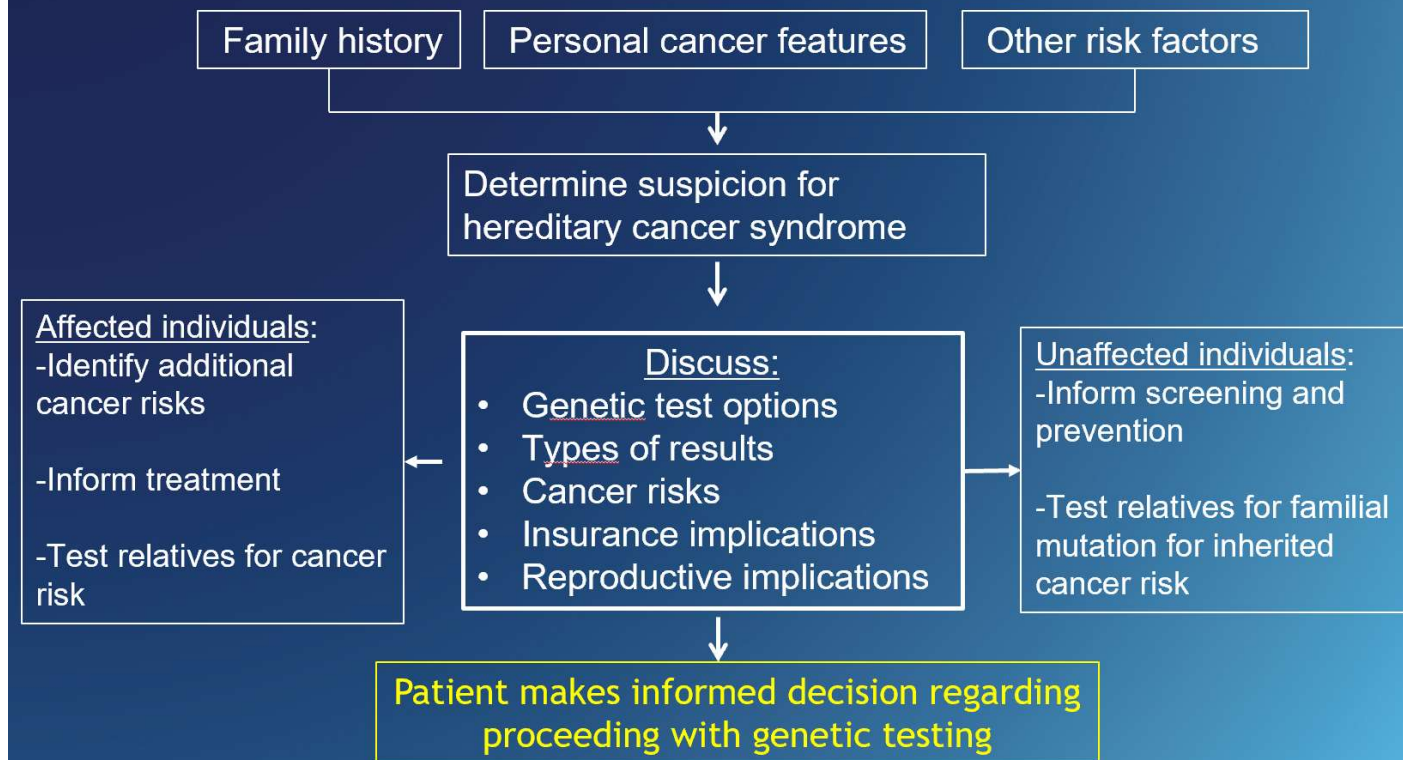 Family history
Personal cancer features
Other risk factors
Determine suspicion for
hereditary cancer syndrome
Affected individuals:
-Identify additional
cancer risks
-Inform treatment
-Test relatives for cancer
risk
Discuss:
• Genetic test options
• Types of results
• Cancer risks
• Insurance implications
• Reproductive implications
Unaffected individuals:
-Inform screening and
prevention
-Test relatives for familial
mutation for inherited
cancer risk
Patient makes informed decision regarding
proceeding with genetic testing